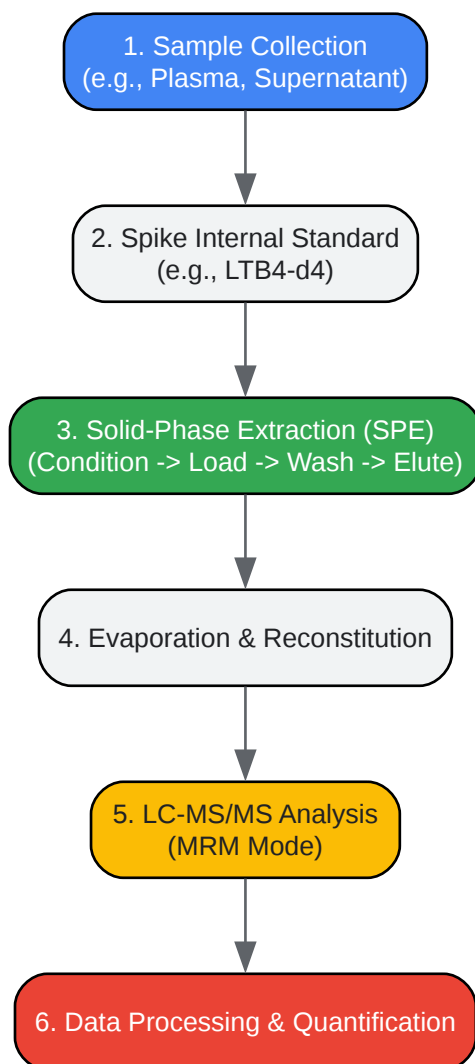 1. Sample Collection
(e.g., Plasma, Supernatant)
2. Spike Internal Standard
(e.g., LTB4-d4)
3. Solid-Phase Extraction (SPE)
(Condition -> Load -> Wash -> Elute)
4. Evaporation & Reconstitution
5. LC-MS/MS Analysis
(MRM Mode)
6. Data Processing & Quantification